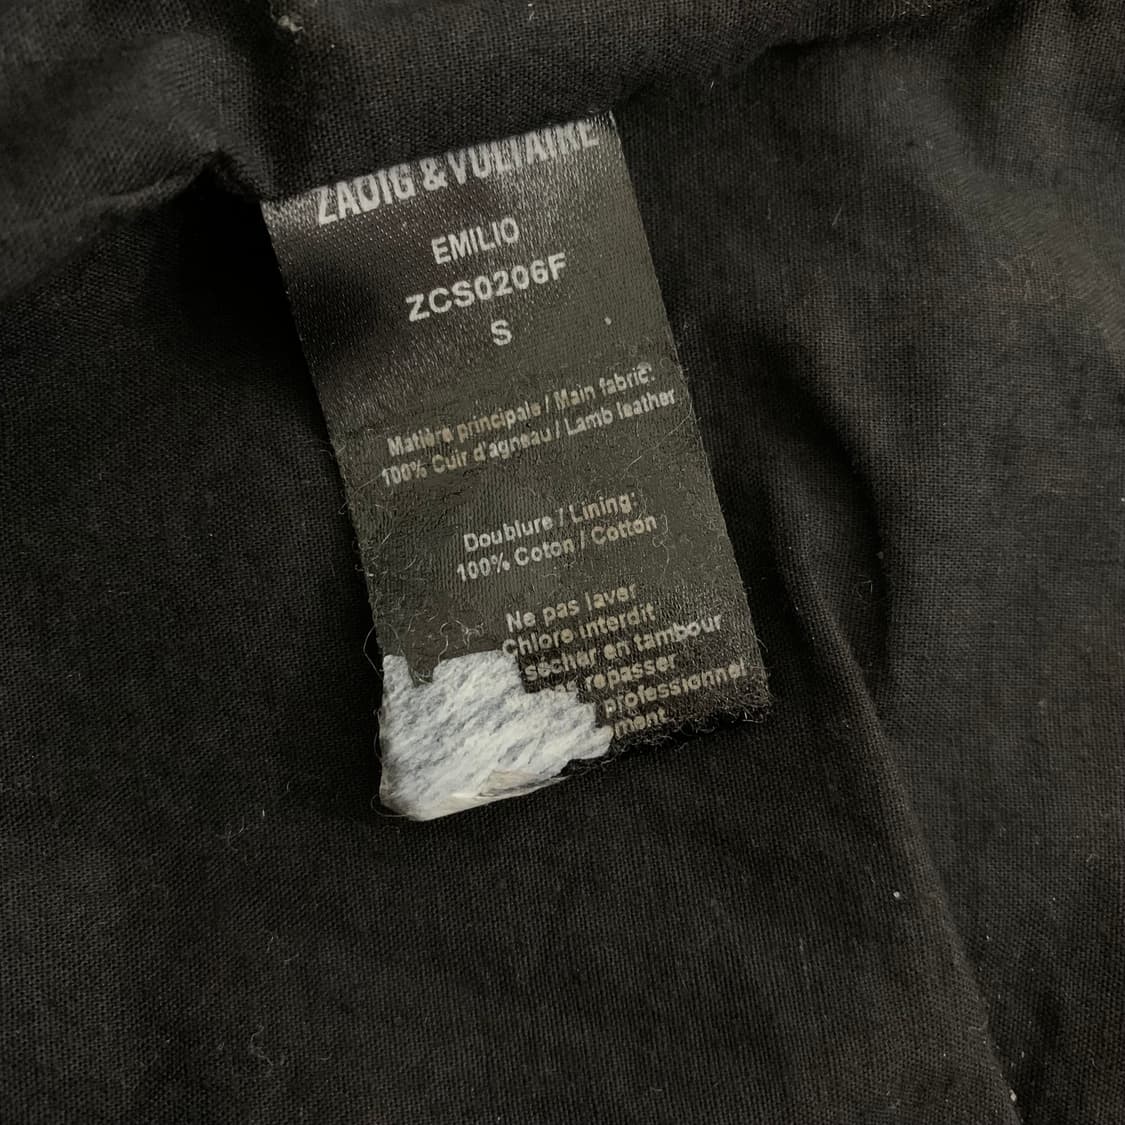 ZADIG & VOLTAIRE
EMILIO
ZCS0206F
S
Matière principale / Main fabric:
100% Cuir d'agneau / Lamb leather
Doublure / Lining:
100% Coton / Cotton
Ne pas laver
Chlore interdit
sécher en tambour
pas repasser
professionnel